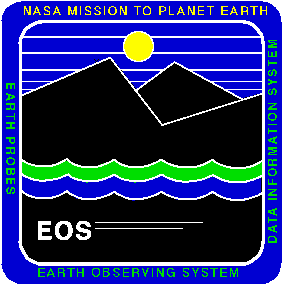 NASA MISSION TO PLANET EARTH
EARTH PROBES
DATA INFORMATION SYSTEM
EOS
EARTH OBSERVING SYSTEM